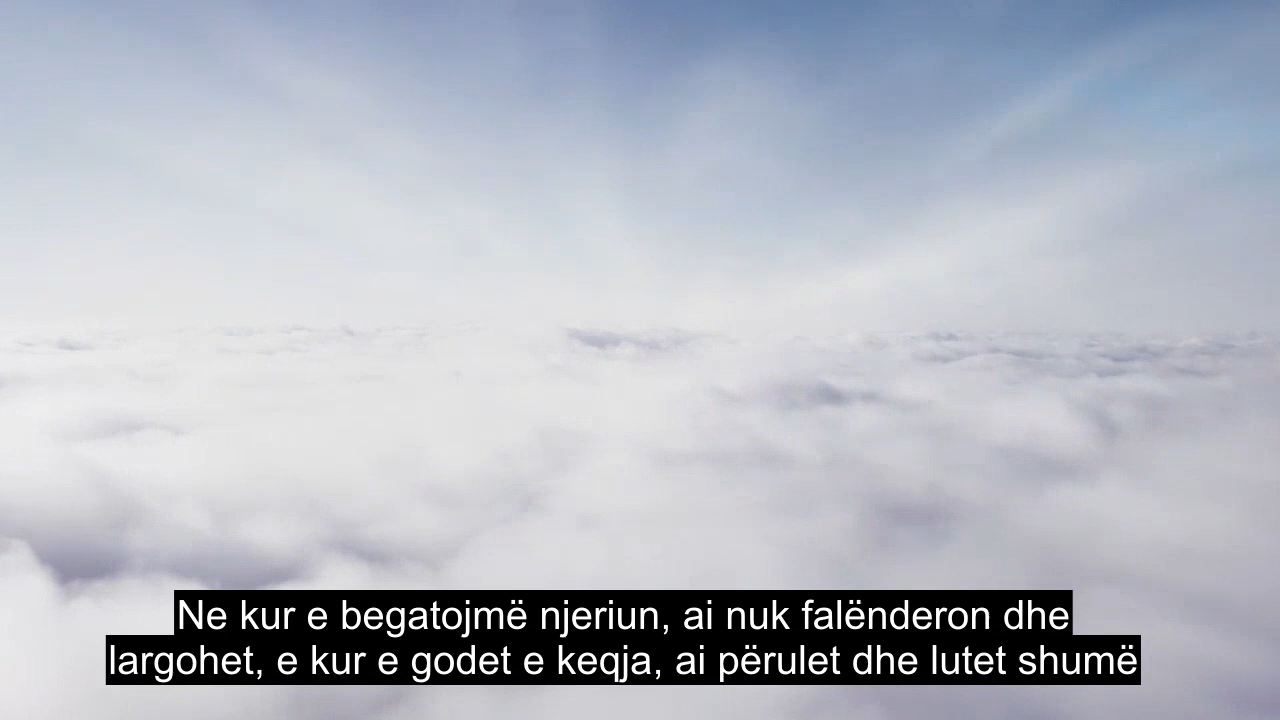 Ne kur e begatojmë njeriun, ai nuk falënderon dhe
largohet, e kur e godet e keqja, ai përulet dhe lutet shumë